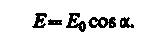 E = E₀ cos α.